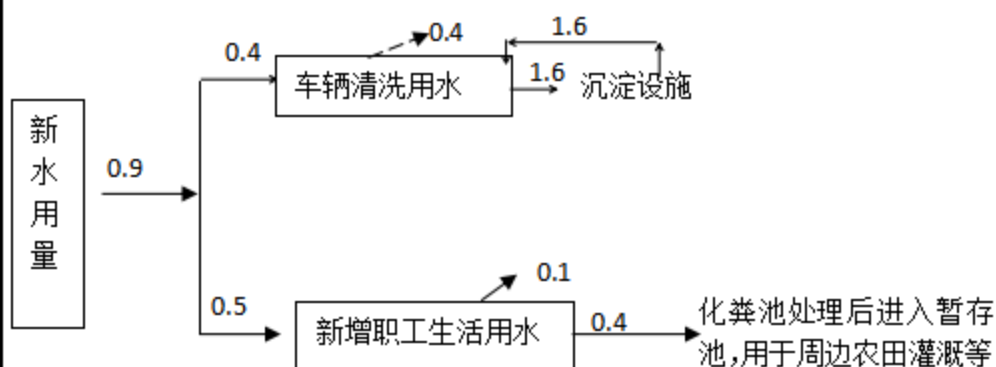 0.4
1.6
0.4
车辆清洗用水
1.6
沉淀设施
新
水
用
量
0.9
0.5
0.1
新增职工生活用水
0.4
化粪池处理后进入暂存
池,用于周边农田灌溉等